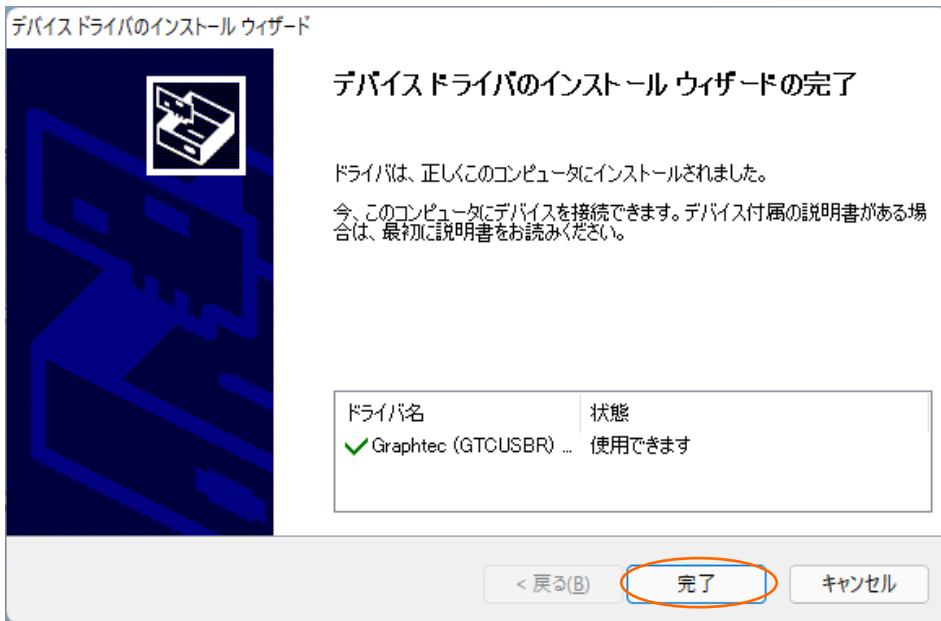 デバイス ドライバのインストール ウィザード
デバイス ドライバのインストール ウィザードの完了
ドライバは、正しくこのコンピュータにインストールされました。
今、このコンピュータにデバイスを接続できます。デバイス付属の説明書がある場
合は、最初に説明書をお読みください。
ドライバ名 状態
Graphtec (GTCUSBR) ... 使用できます
< 戻る(B) 完了 キャンセル